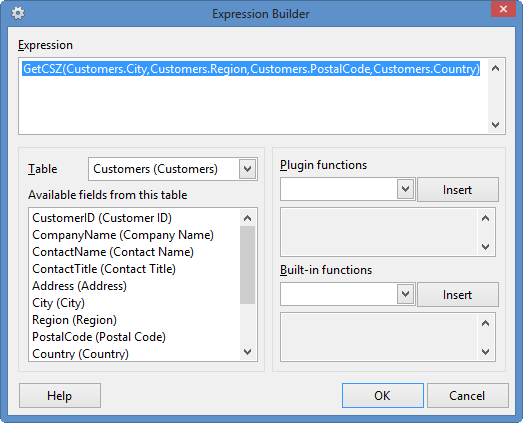 Expression Builder
Expression
GetCSZ(Customers.City,Customers.Region,Customers.PostalCode,Customers.Country)
Table
Customers (Customers)
Available fields from this table
CustomerID (Customer ID)
CompanyName (Company Name)
ContactName (Contact Name)
ContactTitle (Contact Title)
Address (Address)
City (City)
Region (Region)
PostalCode (Postal Code)
Country (Country)
Plugin functions
Insert
Built-in functions
Insert
Help
OK
Cancel